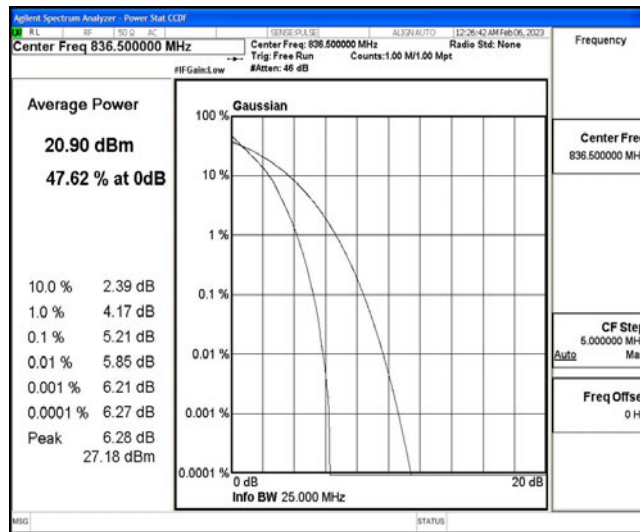 Agilent Spectrum Analyzer - Power Stat CCDF
RL RF 50 Ω AC SENSE:PULSE ALIGN AUTO 12:26:42 AM Feb 06, 2023
Center Freq 836.500000 MHz
Center Freq: 836.500000 MHz Radio Std: None
Trig: Free Run Counts:1.00 M/1.00 Mpt
#IFGain:Low #Atten: 46 dB
Frequency
Average Power
20.90 dBm
47.62 % at 0dB
10.0 % 2.39 dB
1.0 % 4.17 dB
0.1 % 5.21 dB
0.01 % 5.85 dB
0.001 % 6.21 dB
0.0001 % 6.27 dB
Peak 6.28 dB
27.18 dBm
Gaussian
100 %
10 %
1 %
0.1 %
0.01 %
0.001 %
0.0001 %
0 dB 20 dB
Info BW 25.000 MHz
Center Fre
836.500000 MH
CF Step
5.000000 MH
Auto Ma
Freq Offse
0 H
MSG STATUS